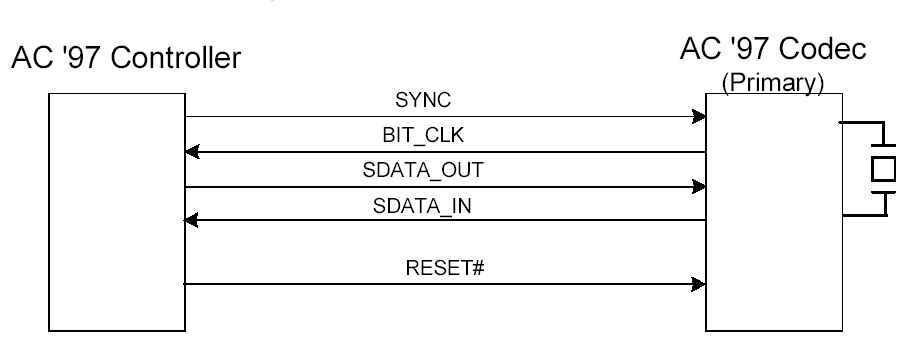 AC '97 Controller
AC '97 Codec
(Primary)
SYNC
BIT_CLK
SDATA_OUT
SDATA_IN
RESET#